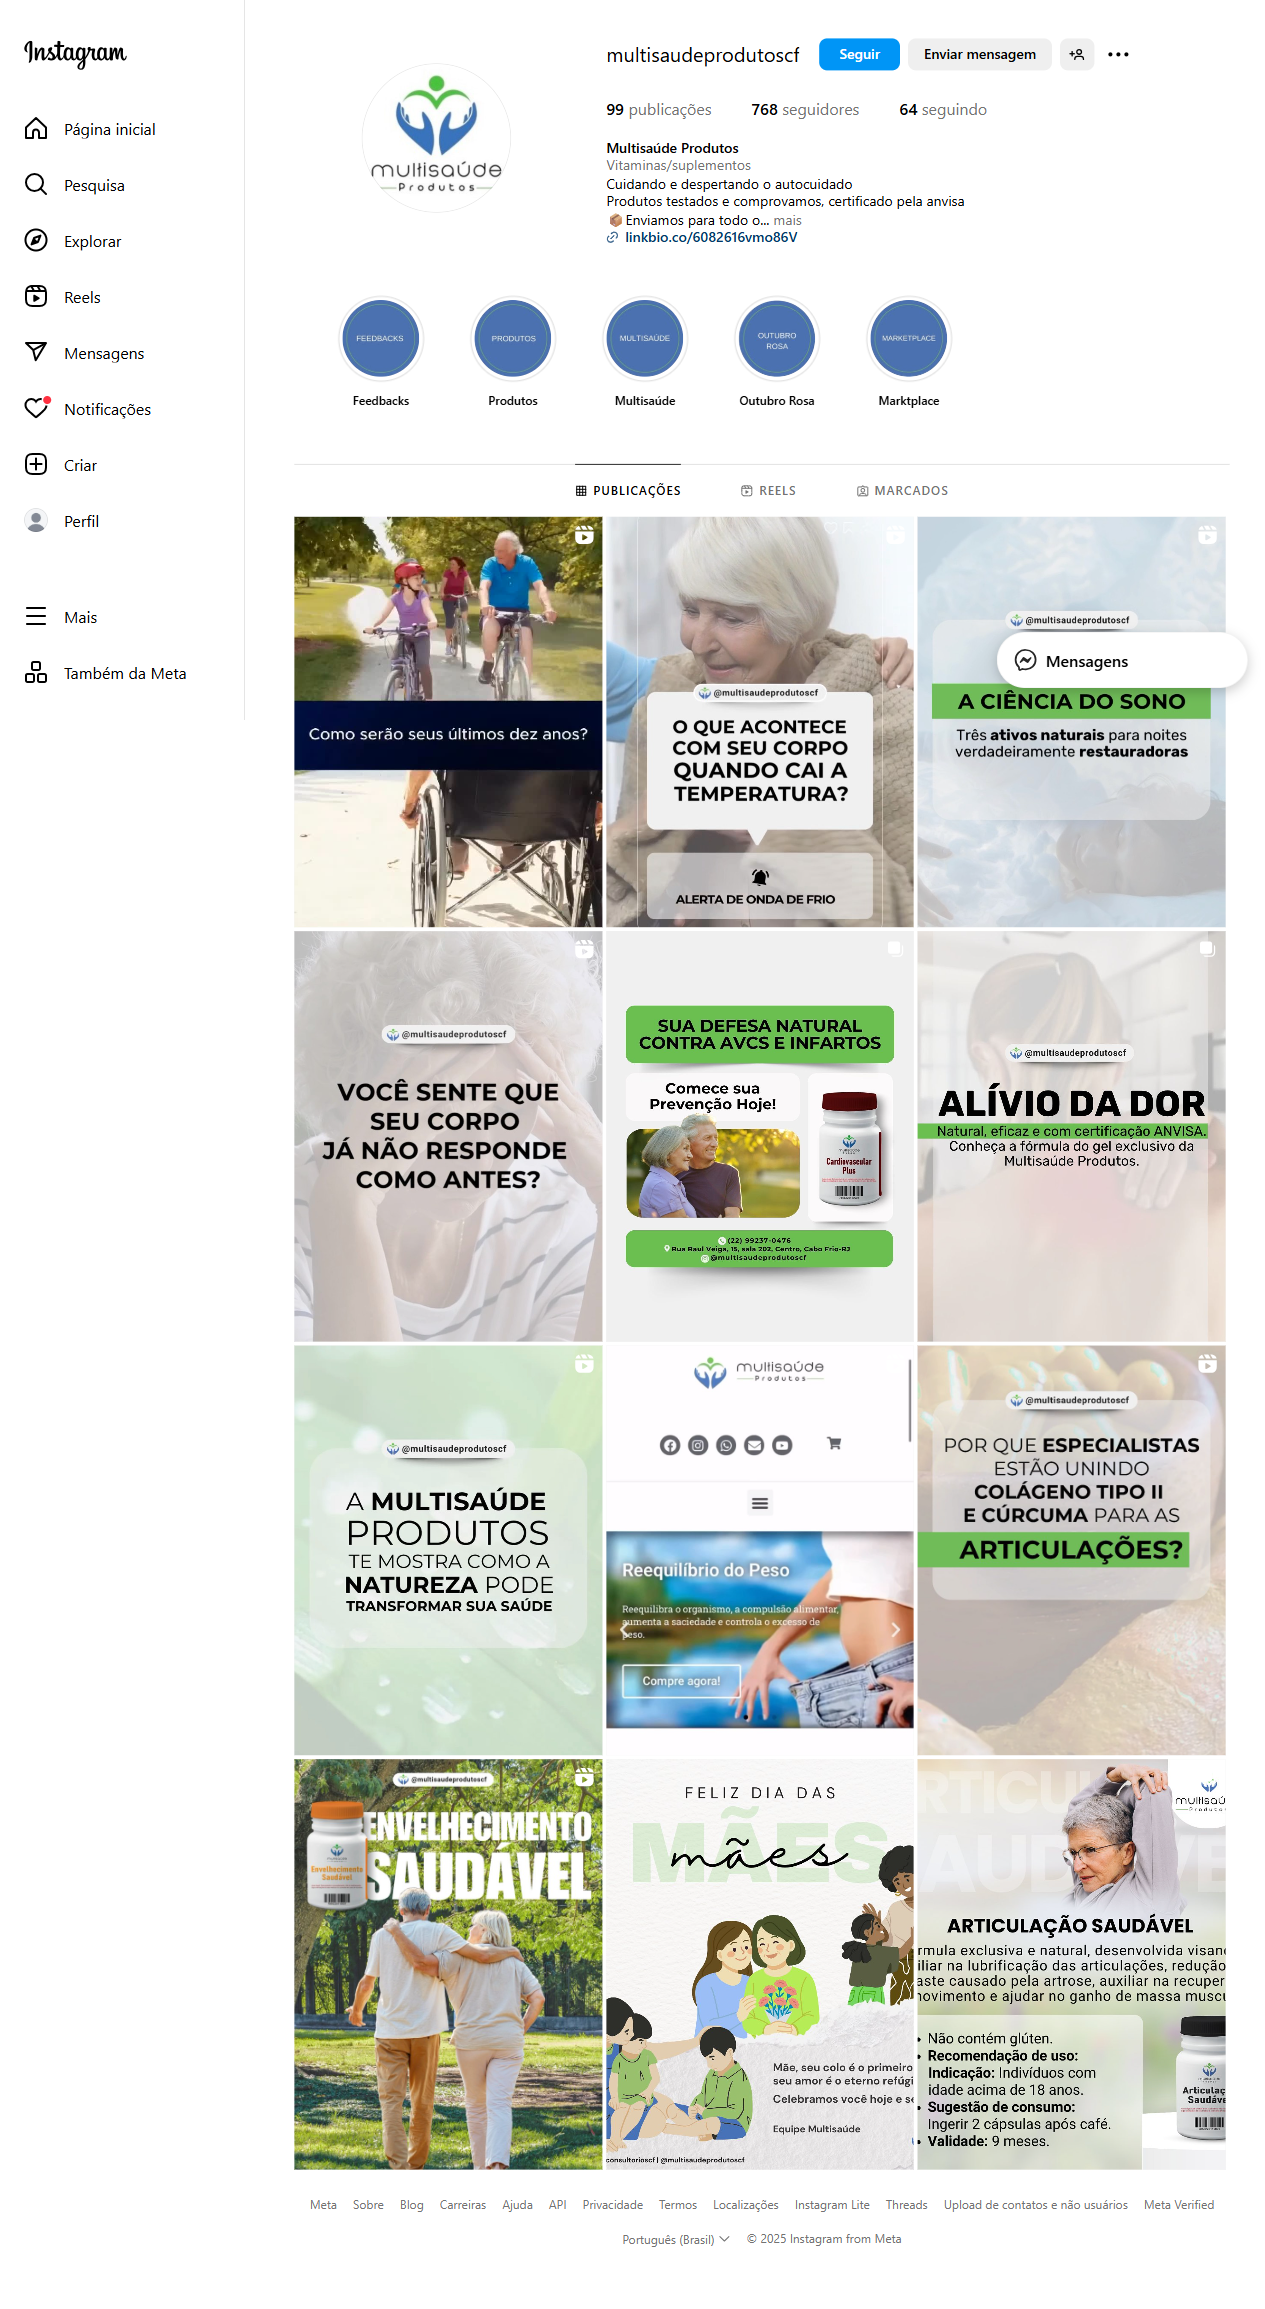 Instagram
Página inicial
Pesquisa
Explorar
Reels
Mensagens
Notificações
Criar
Perfil
Mais
Também da Meta
multisaúde
Produtos
multisaudeprodutoscf
Seguir
Enviar mensagem
99 publicações
768 seguidores
64 seguindo
Multisaúde Produtos
Vitaminas/suplementos
Cuidando e despertando o autocuidado
Produtos testados e comprovamos, certificado pela anvisa
Enviamos para todo o... mais
linkbio.co/6082616vmo86V
FEEDBACKS
PRODUTOS
MULTISAÚDE
OUTUBRO
ROSA
MARKETPLACE
Feedbacks
Produtos
Multisaúde
Outubro Rosa
Marktplace
PUBLICAÇÕES
REELS
MARCADOS
Como serão seus últimos dez anos?
@multisaudeprodutoscf
O QUE ACONTECE
COM SEU CORPO
QUANDO CAI A
TEMPERATURA?
ALERTA DE ONDA DE FRIO
@multisaudeprodutoscf
Mensagens
A CIÊNCIA DO SONO
Três ativos naturais para noites
verdadeiramente restauradoras
@multisaudeprodutoscf
VOCÊ SENTE QUE
SEU CORPO
JÁ NÃO RESPONDE
COMO ANTES?
SUA DEFESA NATURAL
CONTRA AVCS E INFARTOS
Comece sua
Prevenção Hoje!
Cardiovascular
Plus
(22) 99237-0476
Rua Raul Veiga, 15, sala 202, Centro, Cabo Frio-RJ
@multisaudeprodutoscf
@multisaudeprodutoscf
ALÍVIO DA DOR
Natural, eficaz e com certificação ANVISA.
Conheça a fórmula do gel exclusivo da
Multisaúde Produtos.
@multisaudeprodutoscf
A MULTISAÚDE
PRODUTOS
TE MOSTRA COMO A
NATUREZA PODE
TRANSFORMAR SUA SAÚDE
multisaúde
Produtos
Reequilíbrio do Peso
Reequilibra o organismo, a compulsão alimentar,
aumenta a saciedade e controla o excesso de
peso.
Compre agora!
@multisaudeprodutoscf
POR QUE ESPECIALISTAS
ESTÃO UNINDO
COLÁGENO TIPO II
E CÚRCUMA PARA AS
ARTICULAÇÕES?
@multisaudeprodutoscf
ENVELHECIMENTO
SAUDÁVEL
Envelhecimento
Saudável
FELIZ DIA DAS
MÃES
mães
Mãe, seu colo é o primeiro
seu amor é o eterno refúgi
Celebramos você hoje e se
Equipe Multisaúde
consultorioscf | @multisaudeprodutoscf
multisaú
Produtos
ARTICULAÇÃO SAUDÁVEL
rmula exclusiva e natural, desenvolvida visan
iliar na lubrificação das articulações, redução
aste causado pela artrose, auxiliar na recuper
novimento e ajudar no ganho de massa muscu
• Não contém glúten.
• Recomendação de uso:
Indicação: Indivíduos com
idade acima de 18 anos.
• Sugestão de consumo:
Ingerir 2 cápsulas após café.
• Validade: 9 meses.
Articulaç
Saudáve
Meta Sobre Blog Carreiras Ajuda API Privacidade Termos Localizações Instagram Lite Threads Upload de contatos e não usuários Meta Verified
Português (Brasil) © 2025 Instagram from Meta